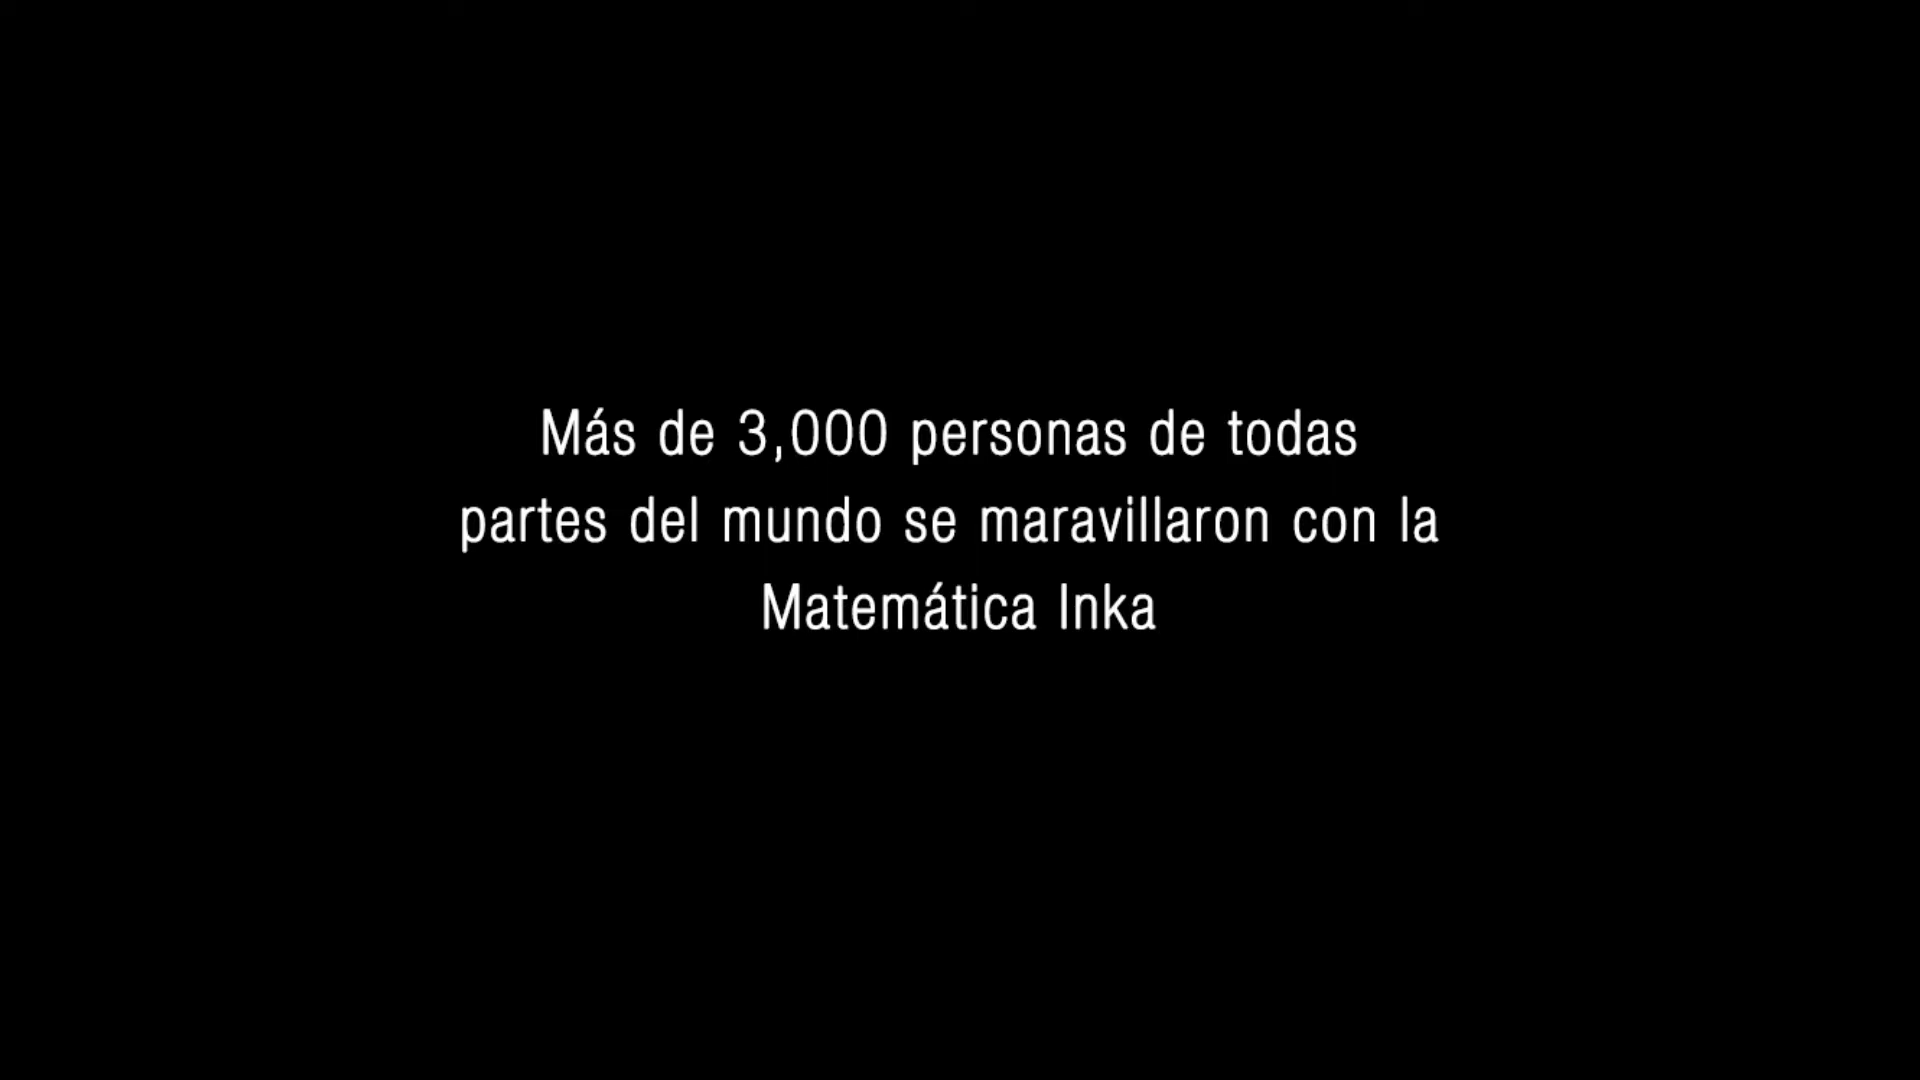 Más de 3,000 personas de todas
partes del mundo se maravillaron con la
Matemática Inka